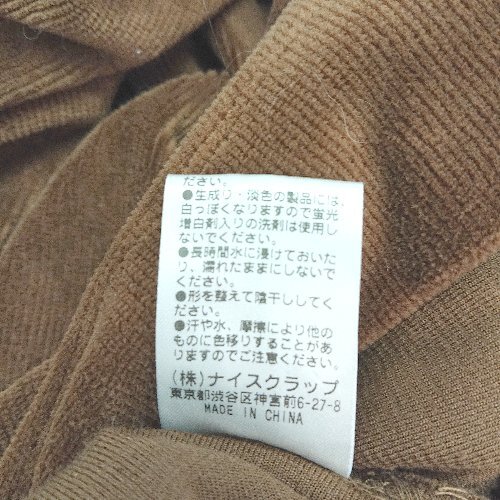 ださい。
●生成り・淡色の製品には、
白っぽくなりますので蛍光
増白剤入りの洗剤は使用し
ないでください。
●長時間水に浸けておいた
り、濡れたままにしないで
ください。
●形を整えて陰干ししてく
ださい。
●汗や水、摩擦により他の
ものに色移りすることがあ
りますのでご注意ください。
(株)ナイスクラップ
東京都渋谷区神宮前6-27-8
MADE IN CHINA